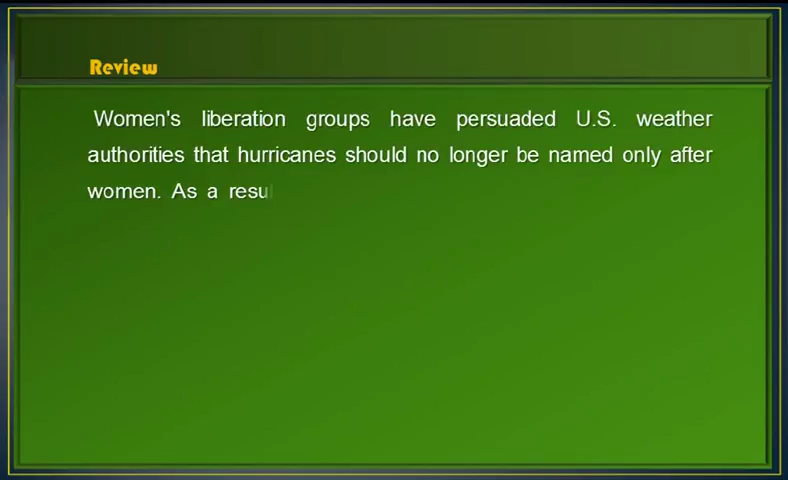 Review
Women's liberation groups have persuaded U.S. weather
authorities that hurricanes should no longer be named only after
women. As a resu